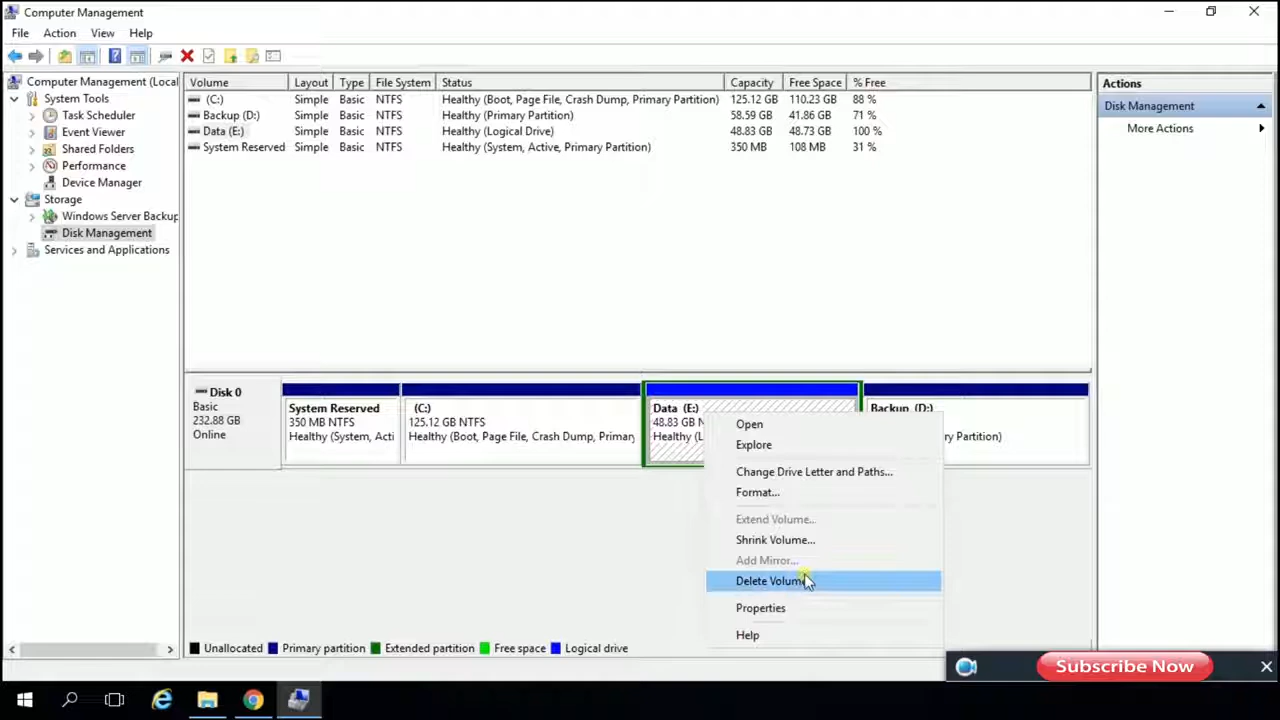 Computer Management
File Action View Help
Computer Management (Local
System Tools
Task Scheduler
Event Viewer
Shared Folders
Performance
Device Manager
Storage
Windows Server Backup
Disk Management
Services and Applications
Volume Layout Type File System Status Capacity Free Space % Free
(C:) Simple Basic NTFS Healthy (Boot, Page File, Crash Dump, Primary Partition) 125.12 GB 110.23 GB 88 %
Backup (D:) Simple Basic NTFS Healthy (Primary Partition) 58.59 GB 41.86 GB 71 %
Data (E:) Simple Basic NTFS Healthy (Logical Drive) 48.83 GB 48.73 GB 100 %
System Reserved Simple Basic NTFS Healthy (System, Active, Primary Partition) 350 MB 108 MB 31 %
Actions
Disk Management
More Actions
Disk 0
Basic
232.88 GB
Online
System Reserved
350 MB NTFS
Healthy (System, Acti
(C:)
125.12 GB NTFS
Healthy (Boot, Page File, Crash Dump, Primary
Data (E:)
48.83 GB N
Healthy (L
Backup (D:)
ry Partition)
Open
Explore
Change Drive Letter and Paths...
Format...
Extend Volume...
Shrink Volume...
Add Mirror...
Delete Volume
Properties
Help
Unallocated Primary partition Extended partition Free space Logical drive
Subscribe Now